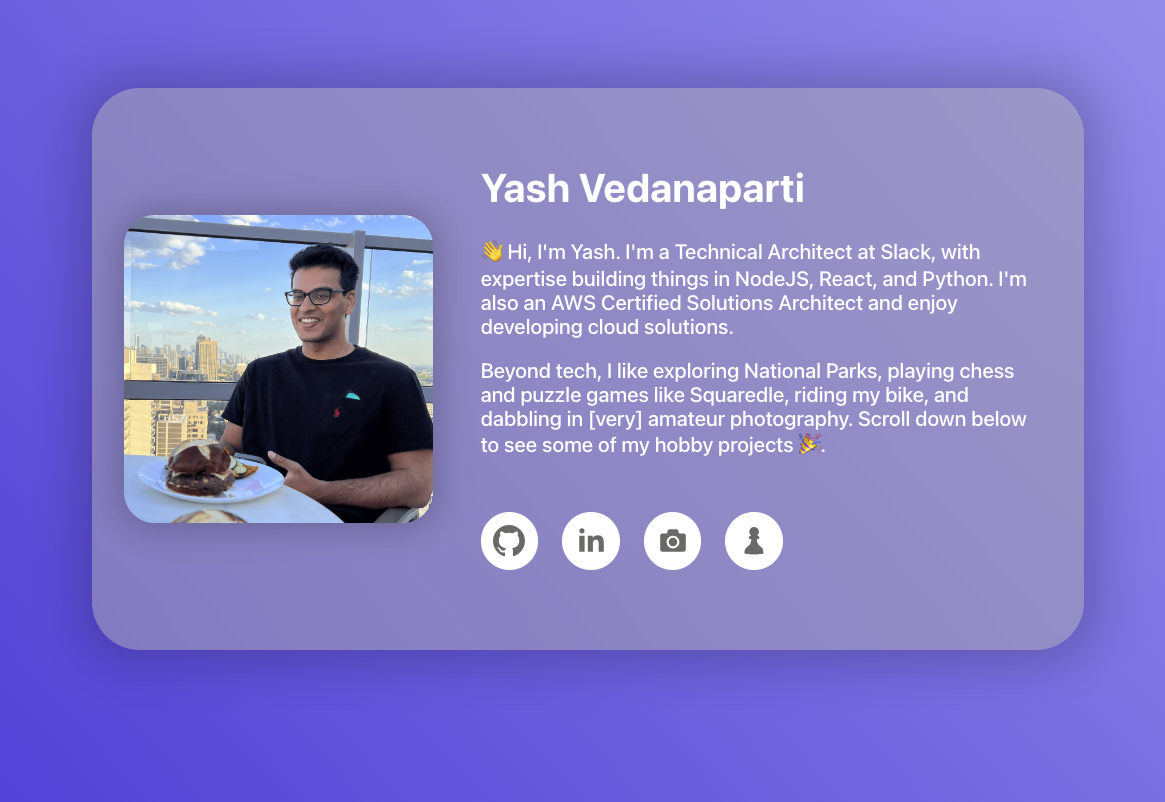 Yash Vedanaparti
👋 Hi, I'm Yash. I'm a Technical Architect at Slack, with
expertise building things in NodeJS, React, and Python. I'm
also an AWS Certified Solutions Architect and enjoy
developing cloud solutions.
Beyond tech, I like exploring National Parks, playing chess
and puzzle games like Squaredle, riding my bike, and
dabbling in [very] amateur photography. Scroll down below
to see some of my hobby projects 🎉.
in